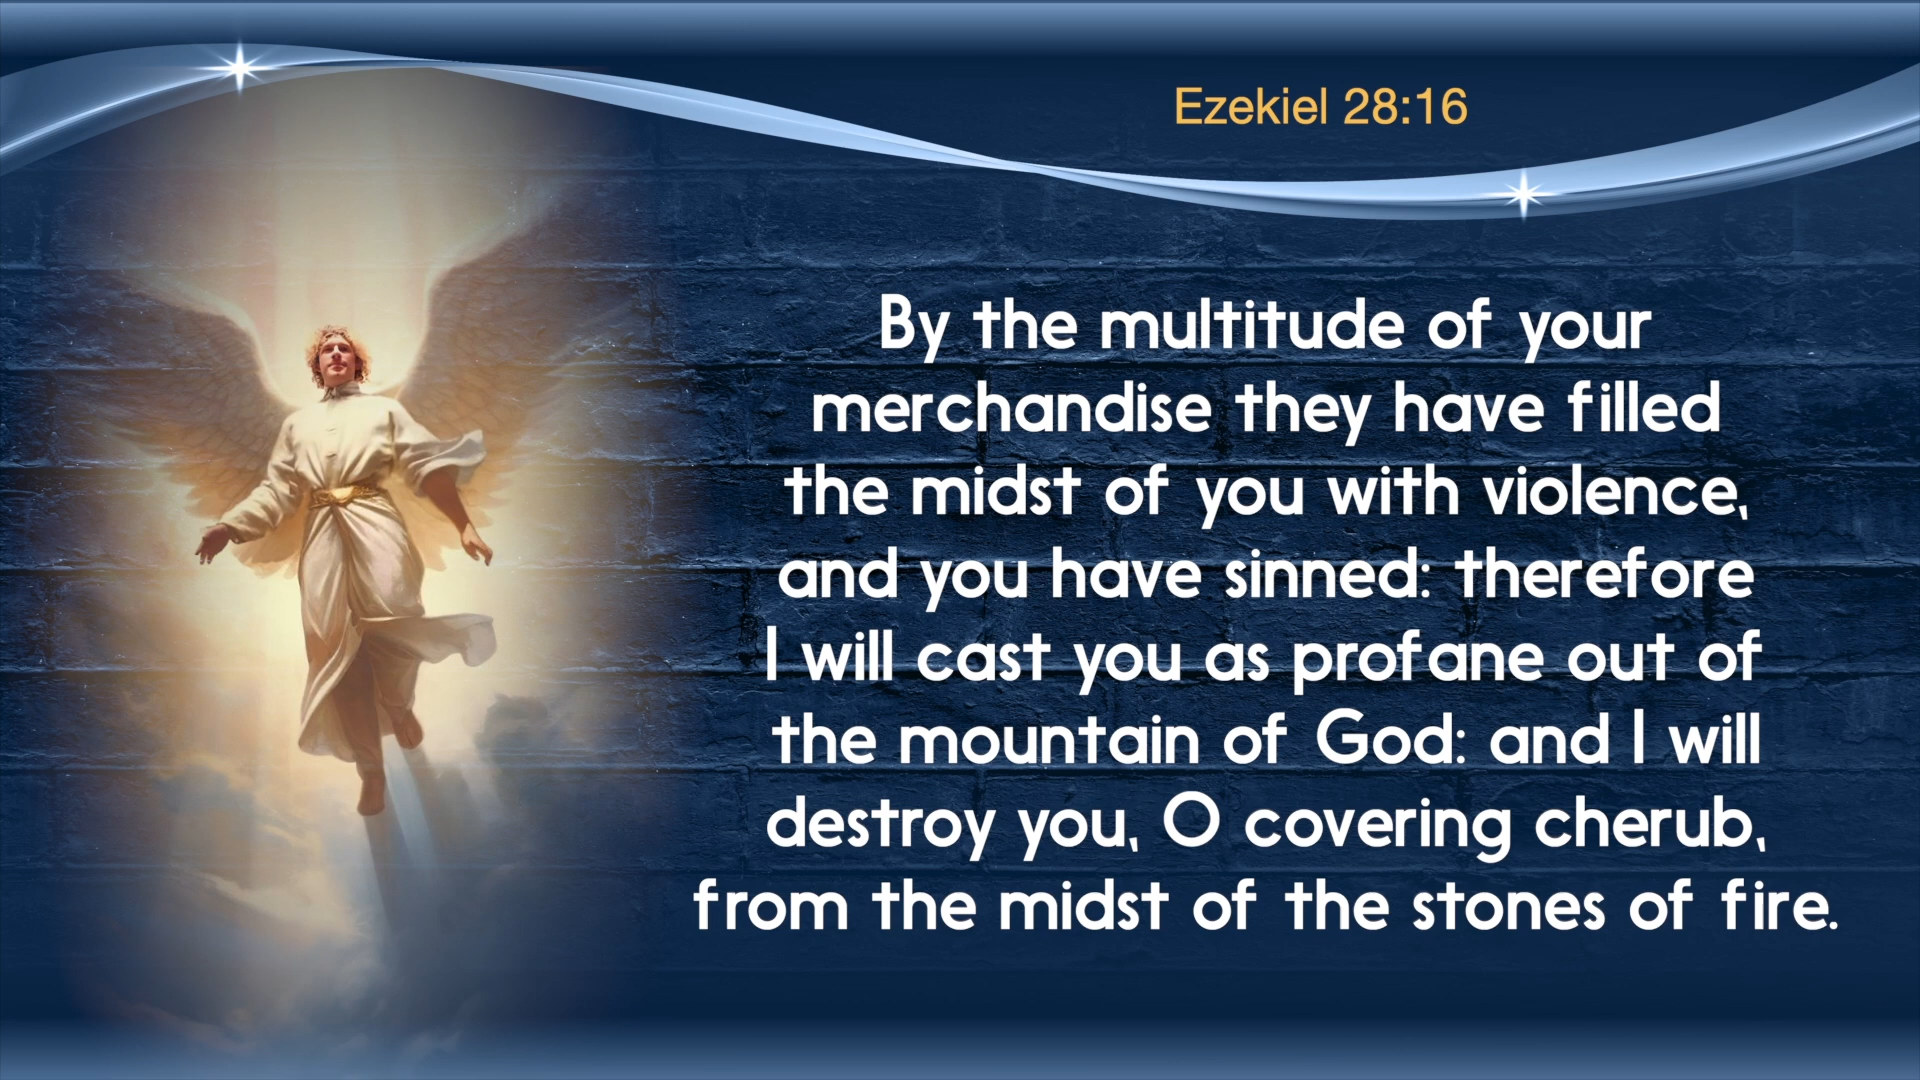 Ezekiel 28:16
By the multitude of your
merchandise they have filled
the midst of you with violence,
and you have sinned: therefore
I will cast you as profane out of
the mountain of God: and I will
destroy you, O covering cherub,
from the midst of the stones of fire.